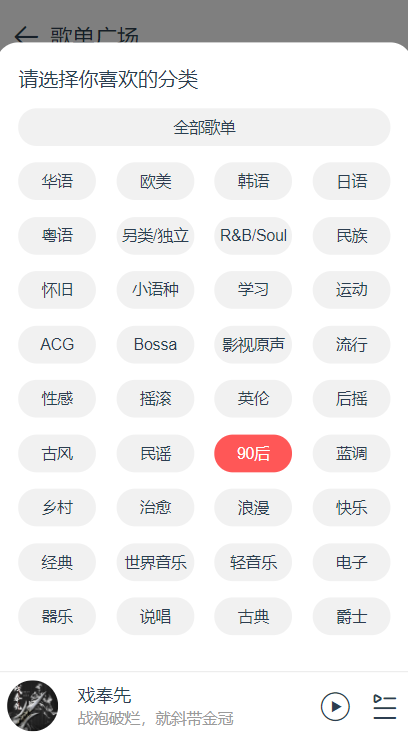 歌单广场
请选择你喜欢的分类
全部歌单
华语 欧美 韩语 日语
粤语 另类/独立 R&B/Soul 民族
怀旧 小语种 学习 运动
ACG Bossa 影视原声 流行
性感 摇滚 英伦 后摇
古风 民谣 90后 蓝调
乡村 治愈 浪漫 快乐
经典 世界音乐 轻音乐 电子
器乐 说唱 古典 爵士
戏奉先
战袍破烂，就斜带金冠